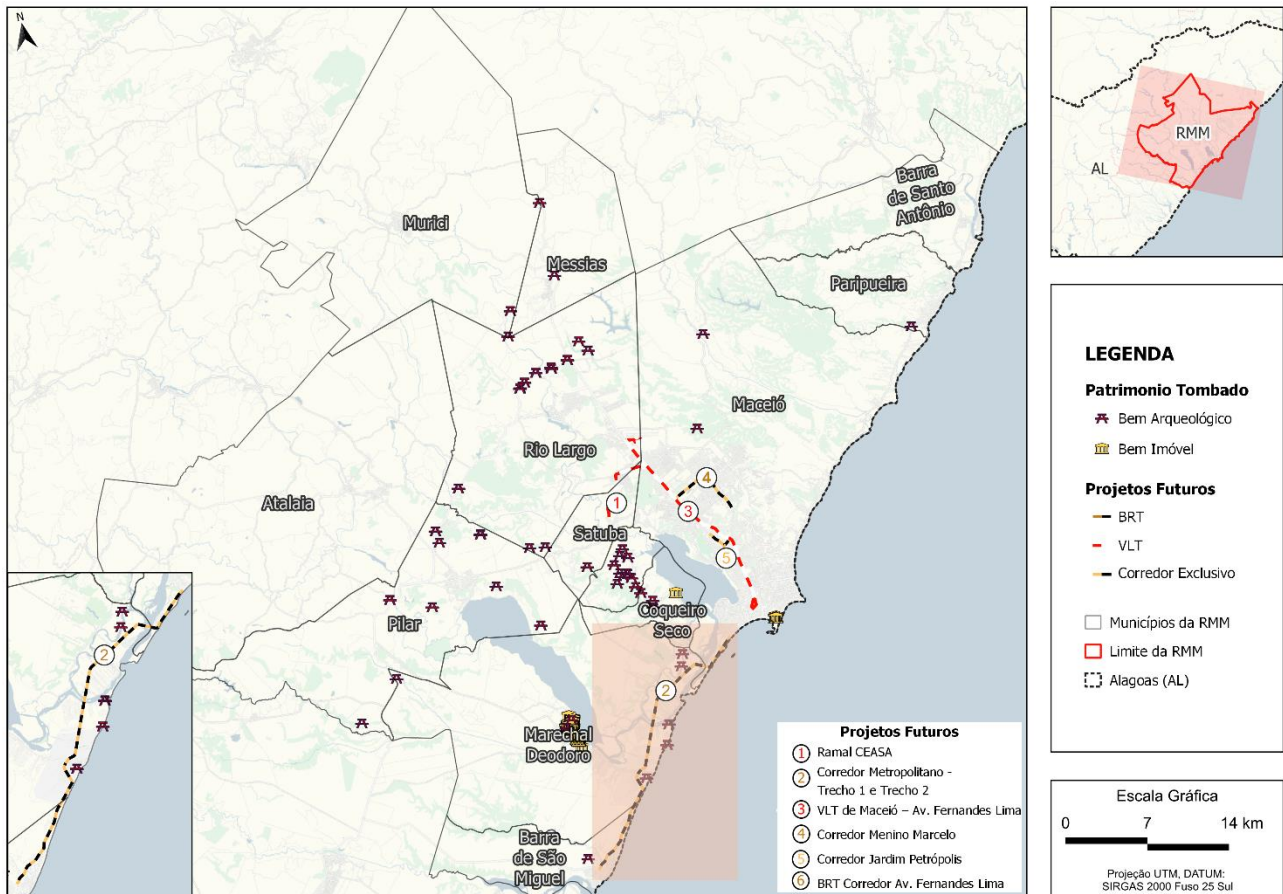 N
Murici
Messias
Barra
de Santo
Antônio
Paripueira
Maceió
Rio Largo
Atalaia
Satuba
Pilar
Coqueiro
Seco
Marechal
Deodoro
Barra
de São
Miguel
1
2
3
4
5
2
Projetos Futuros
1 Ramal CEASA
2 Corredor Metropolitano -
Trecho 1 e Trecho 2
3 VLT de Maceió – Av. Fernandes Lima
4 Corredor Menino Marcelo
5 Corredor Jardim Petrópolis
6 BRT Corredor Av. Fernandes Lima
RMM
AL
LEGENDA
Patrimonio Tombado
Bem Arqueológico
Bem Imóvel
Projetos Futuros
BRT
VLT
Corredor Exclusivo
Municípios da RMM
Limite da RMM
Alagoas (AL)
Escala Gráfica
0 7 14 km
Projeção UTM, DATUM:
SIRGAS 2000 Fuso 25 Sul